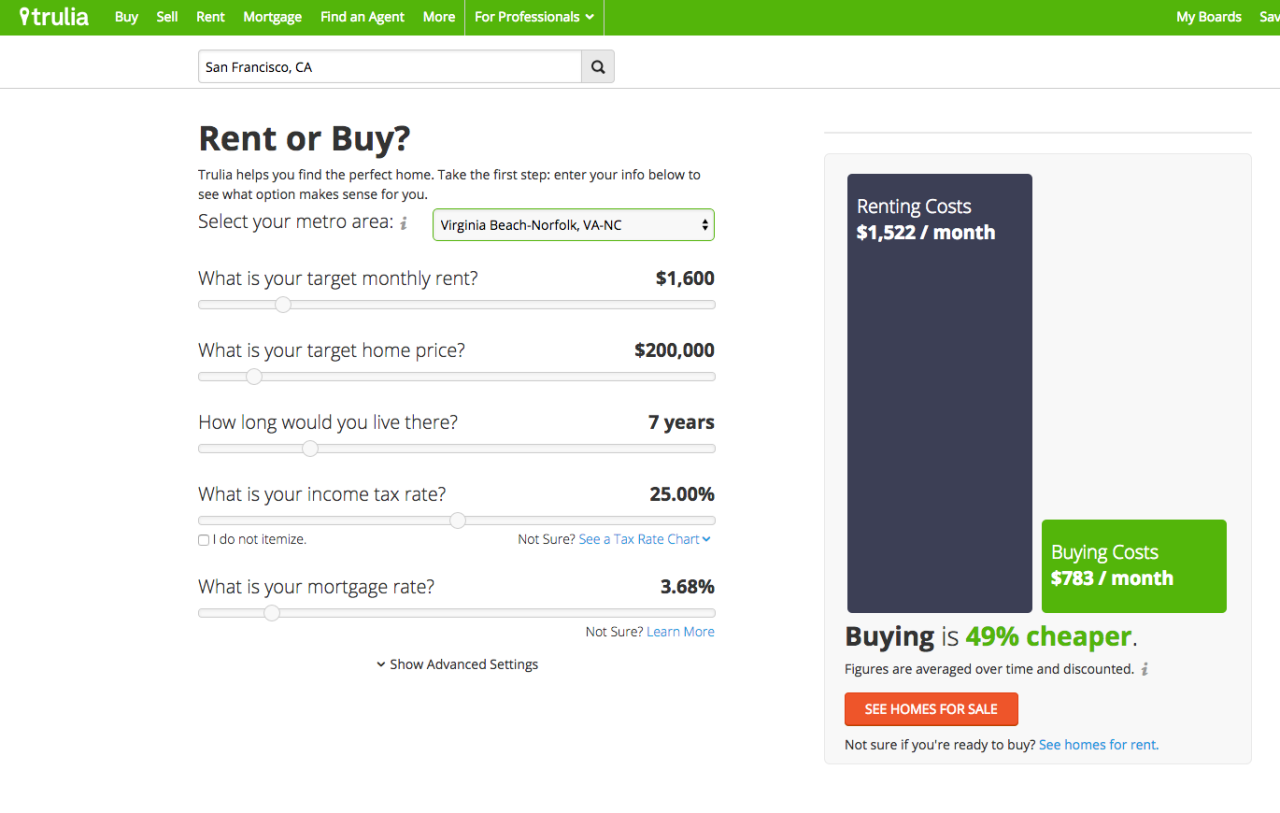 trulia Buy Sell Rent Mortgage Find an Agent More For Professionals My Boards Sav
San Francisco, CA
Rent or Buy?
Trulia helps you find the perfect home. Take the first step: enter your info below to
see what option makes sense for you.
Select your metro area: i Virginia Beach-Norfolk, VA-NC
What is your target monthly rent? $1,600
What is your target home price? $200,000
How long would you live there? 7 years
What is your income tax rate? 25.00%
I do not itemize. Not Sure? See a Tax Rate Chart
What is your mortgage rate? 3.68%
Not Sure? Learn More
Show Advanced Settings
Renting Costs
$1,522 / month
Buying Costs
$783 / month
Buying is 49% cheaper.
Figures are averaged over time and discounted. i
SEE HOMES FOR SALE
Not sure if you're ready to buy? See homes for rent.